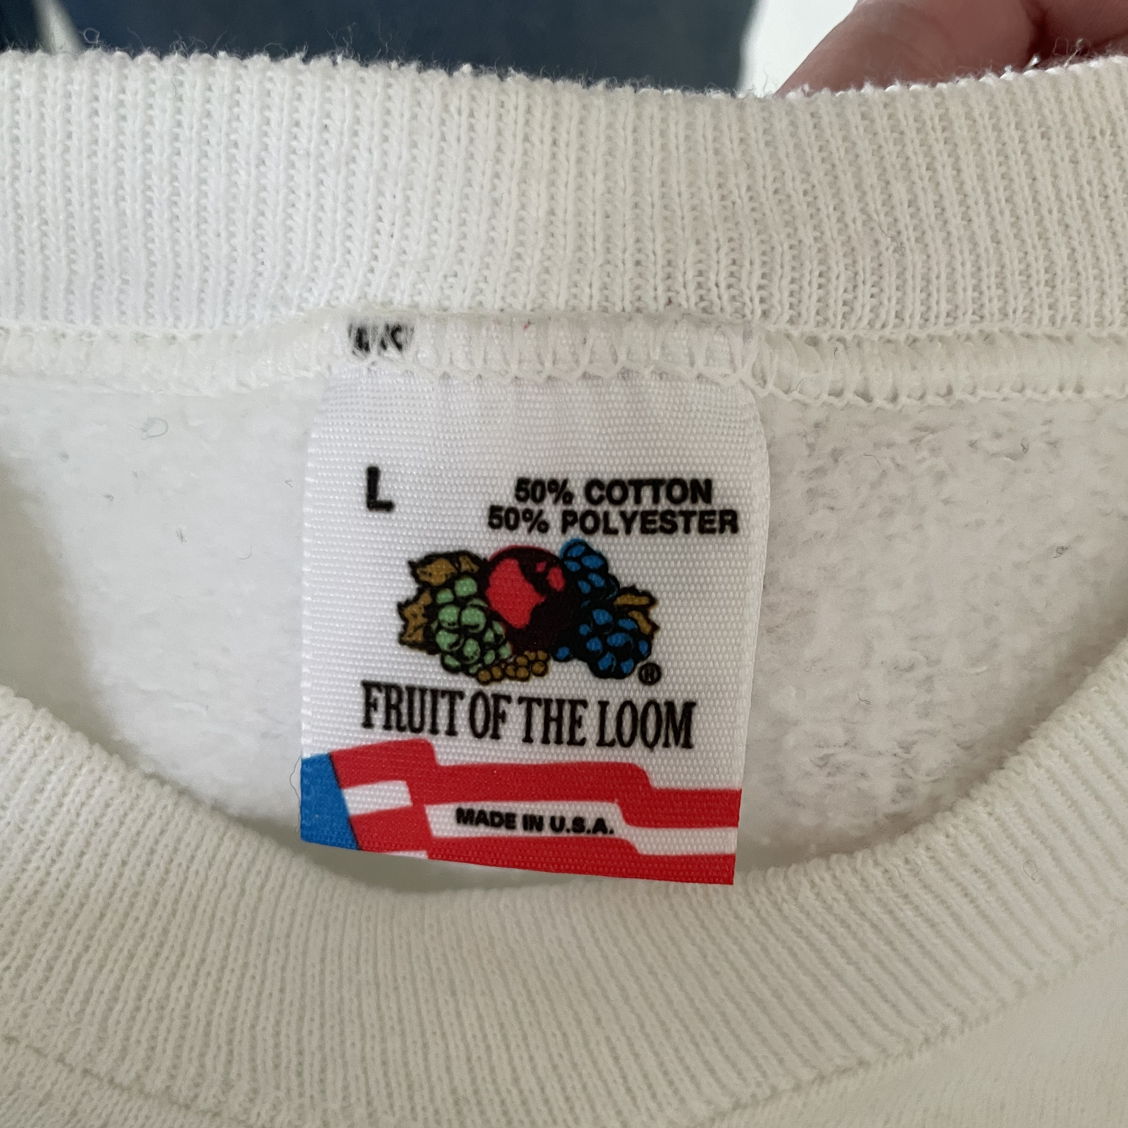 L
50% COTTON
50% POLYESTER
®
FRUIT OF THE LOOM
MADE IN U.S.A.